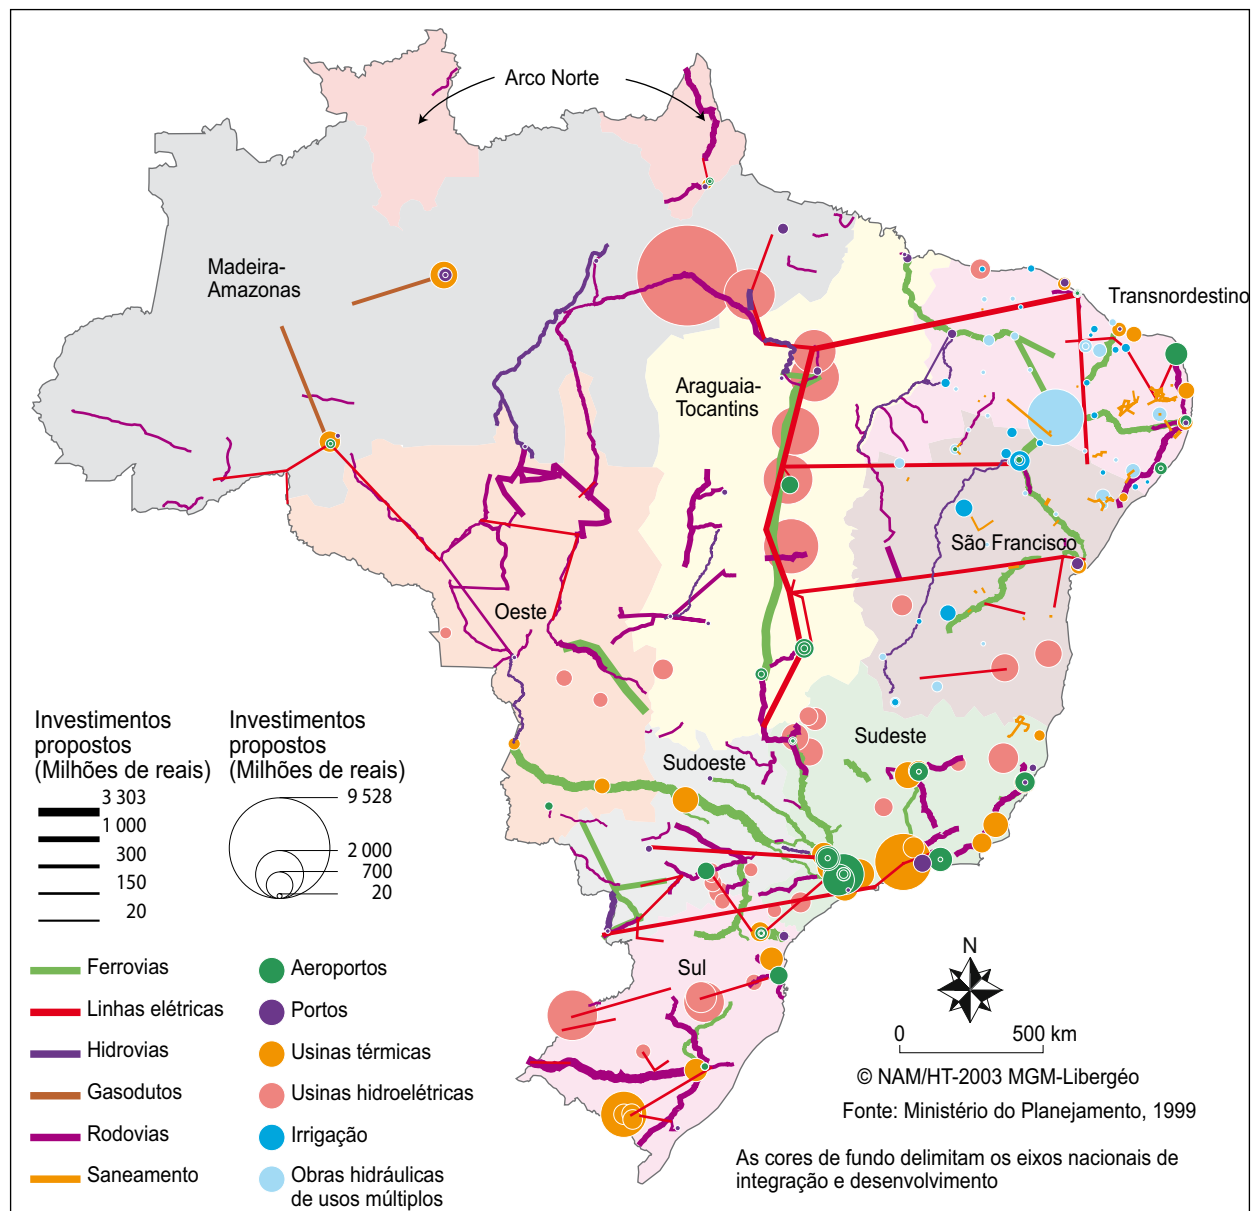 Arco Norte
Madeira-
Amazonas
Transnordestino
Araguaia-
Tocantins
São Francisco
Oeste
Sudeste
Sudoeste
Sul
Investimentos
propostos
(Milhões de reais)
3 303
1 000
300
150
20
Investimentos
propostos
(Milhões de reais)
9 528
2 000
700
20
Ferrovias
Linhas elétricas
Hidrovias
Gasodutos
Rodovias
Saneamento
Aeroportos
Portos
Usinas térmicas
Usinas hidroelétricas
Irrigação
Obras hidráulicas
de usos múltiplos
N
0 500 km
© NAM/HT-2003 MGM-Libergéo
Fonte: Ministério do Planejamento, 1999
As cores de fundo delimitam os eixos nacionais de
integração e desenvolvimento